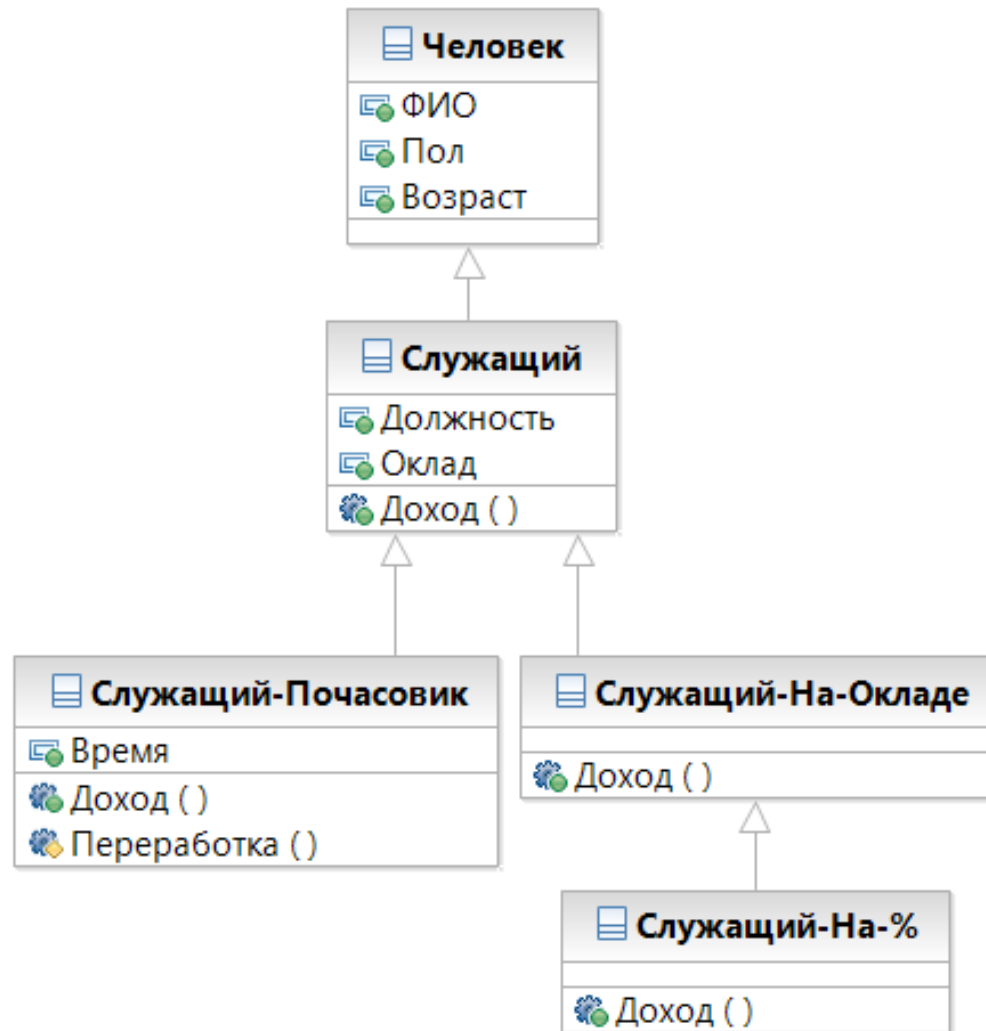 Человек
ФИО
Пол
Возраст
Служащий
Должность
Оклад
Доход ( )
Служащий-Почасовик
Время
Доход ( )
Переработка ( )
Служащий-На-Окладе
Доход ( )
Служащий-На-%
Доход ( )